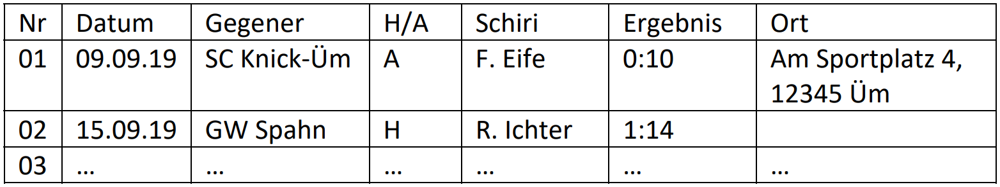 Nr Datum Gegener H/A Schiri Ergebnis Ort
01 09.09.19 SC Knick-Üm A F. Eife 0:10 Am Sportplatz 4,
12345 Üm
02 15.09.19 GW Spahn H R. Ichter 1:14
03 ... ... ... ... ... ...